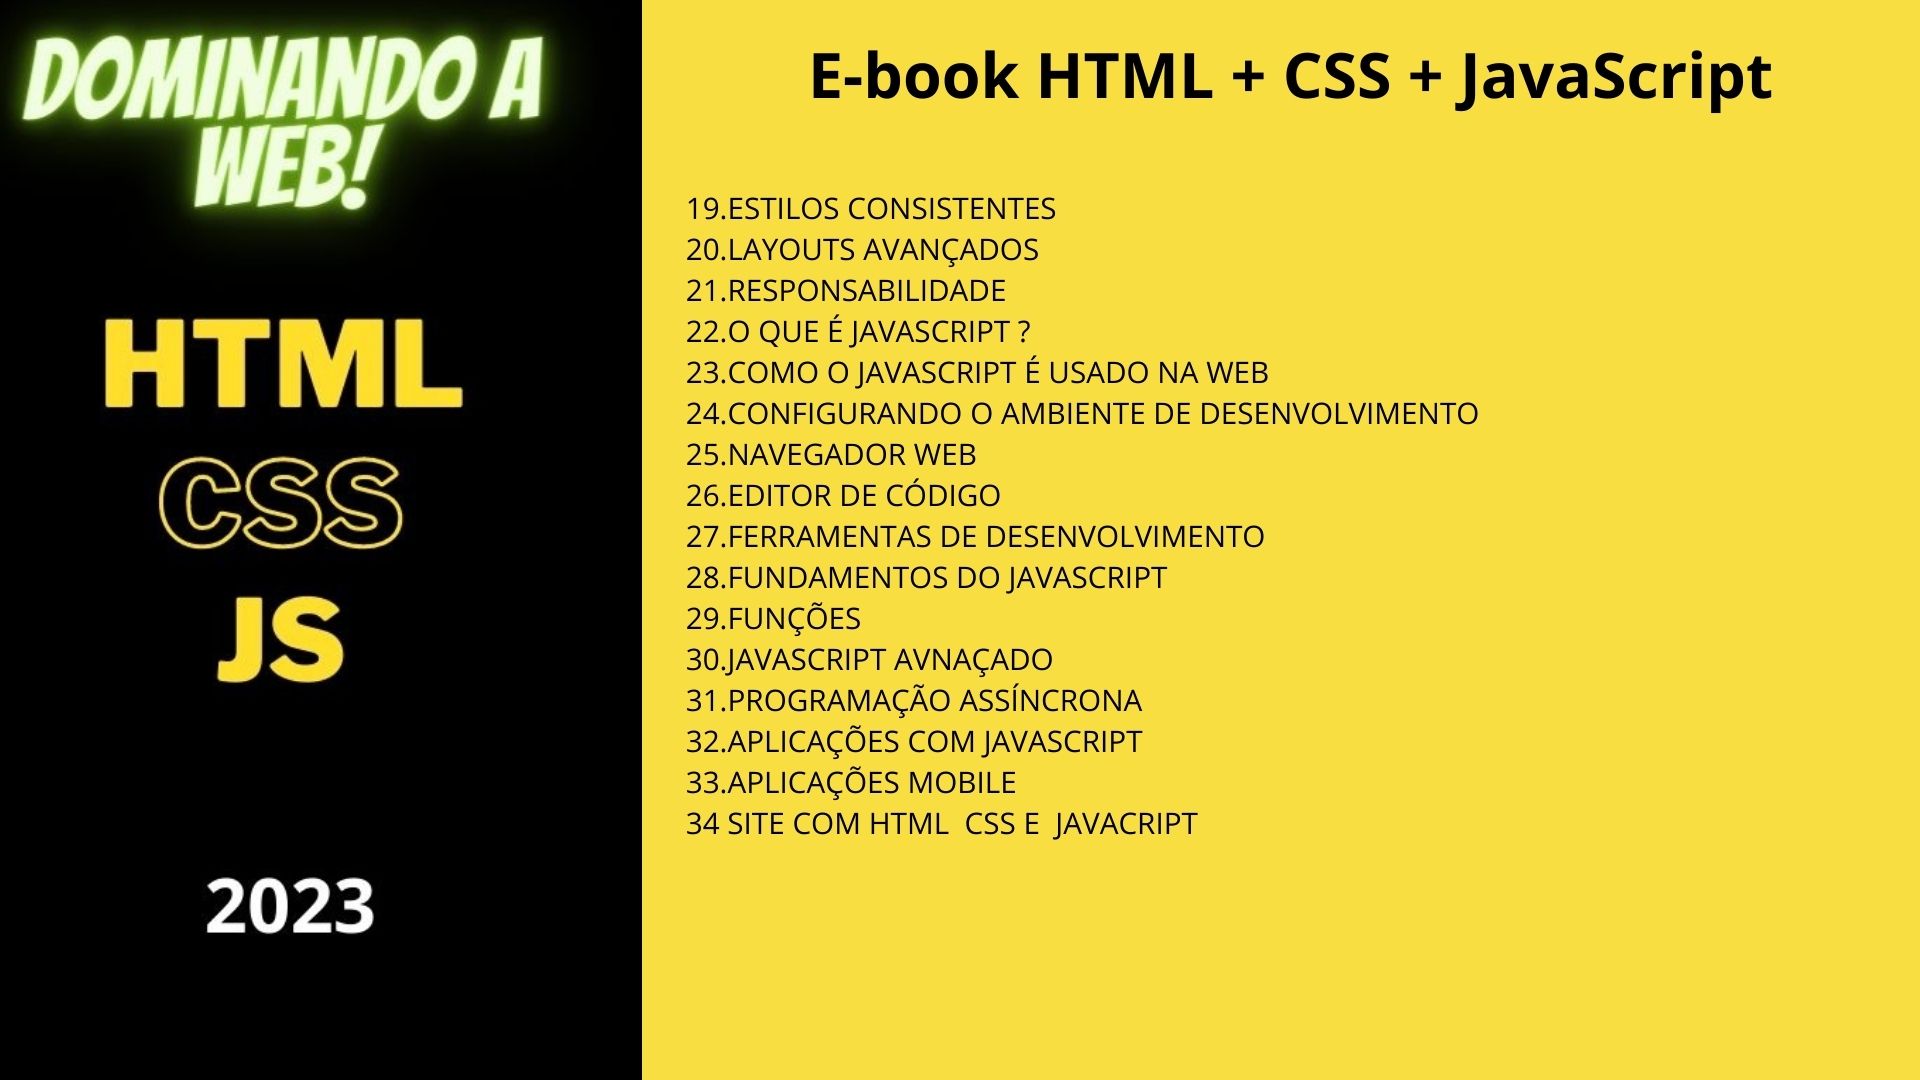 DOMINANDO A
WEB!
HTML
CSS
JS
2023
E-book HTML + CSS + JavaScript
19.ESTILOS CONSISTENTES
20.LAYOUTS AVANÇADOS
21.RESPONSABILIDADE
22.O QUE É JAVASCRIPT ?
23.COMO O JAVASCRIPT É USADO NA WEB
24.CONFIGURANDO O AMBIENTE DE DESENVOLVIMENTO
25.NAVEGADOR WEB
26.EDITOR DE CÓDIGO
27.FERRAMENTAS DE DESENVOLVIMENTO
28.FUNDAMENTOS DO JAVASCRIPT
29.FUNÇÕES
30.JAVASCRIPT AVNAÇADO
31.PROGRAMAÇÃO ASSÍNCRONA
32.APLICAÇÕES COM JAVASCRIPT
33.APLICAÇÕES MOBILE
34 SITE COM HTML  CSS E  JAVACRIPT